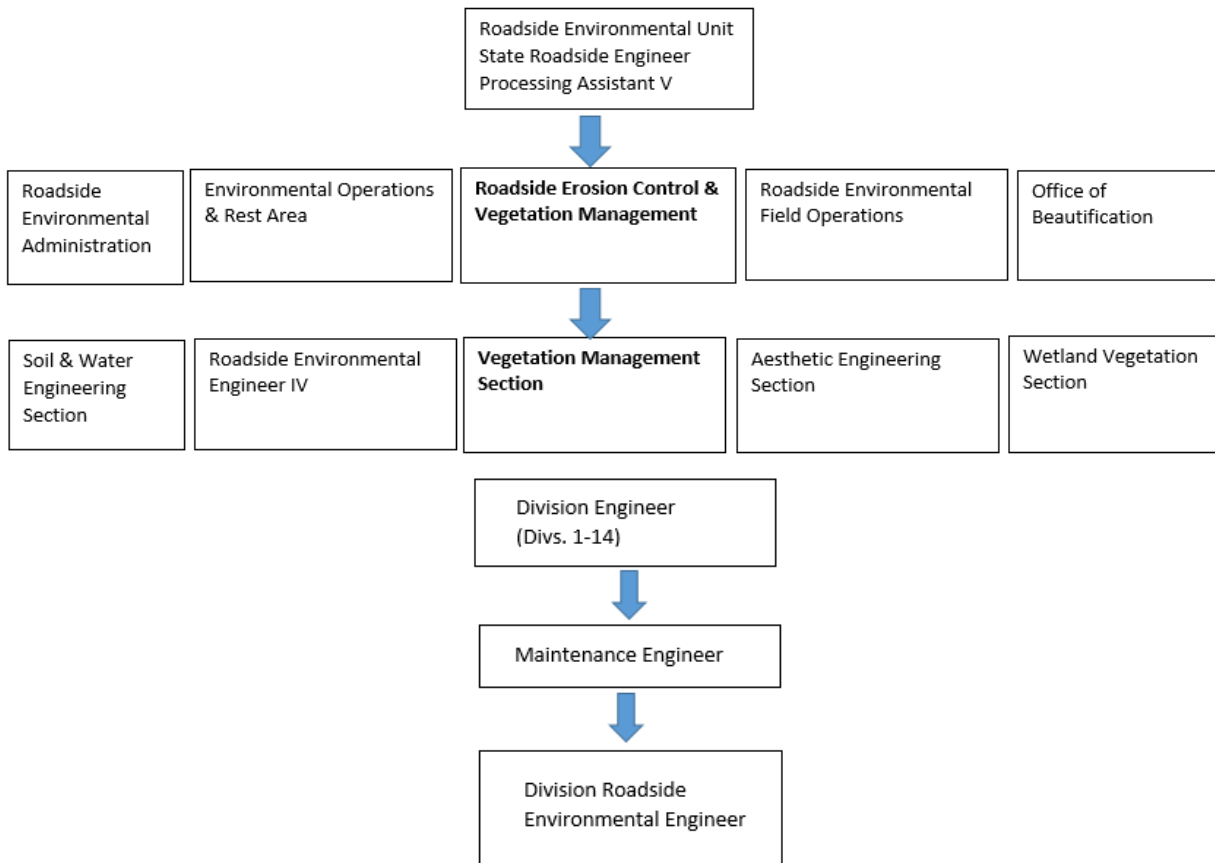 Roadside Environmental Unit
State Roadside Engineer
Processing Assistant V
Roadside
Environmental
Administration
Environmental Operations
& Rest Area
Roadside Erosion Control &
Vegetation Management
Roadside Environmental
Field Operations
Office of
Beautification
Soil & Water
Engineering
Section
Roadside Environmental
Engineer IV
Vegetation Management
Section
Aesthetic Engineering
Section
Wetland Vegetation
Section
Division Engineer
(Divs. 1-14)
Maintenance Engineer
Division Roadside
Environmental Engineer